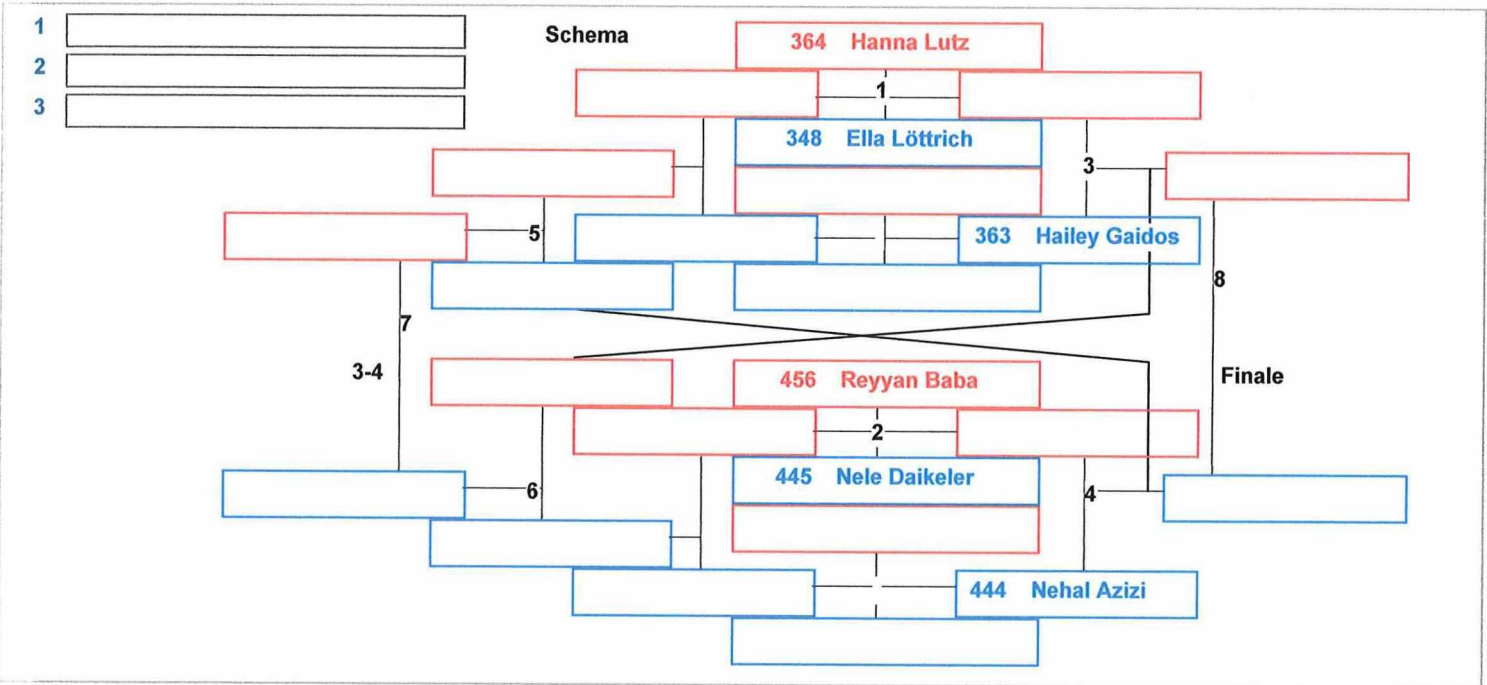 1
Schema
364 Hanna Lutz
2
1
3
348 Ella Löttrich
3
5
363 Hailey Gaidos
8
7
3-4
456 Reyyan Baba
Finale
2
445 Nele Daikeler
6
4
444 Nehal Azizi